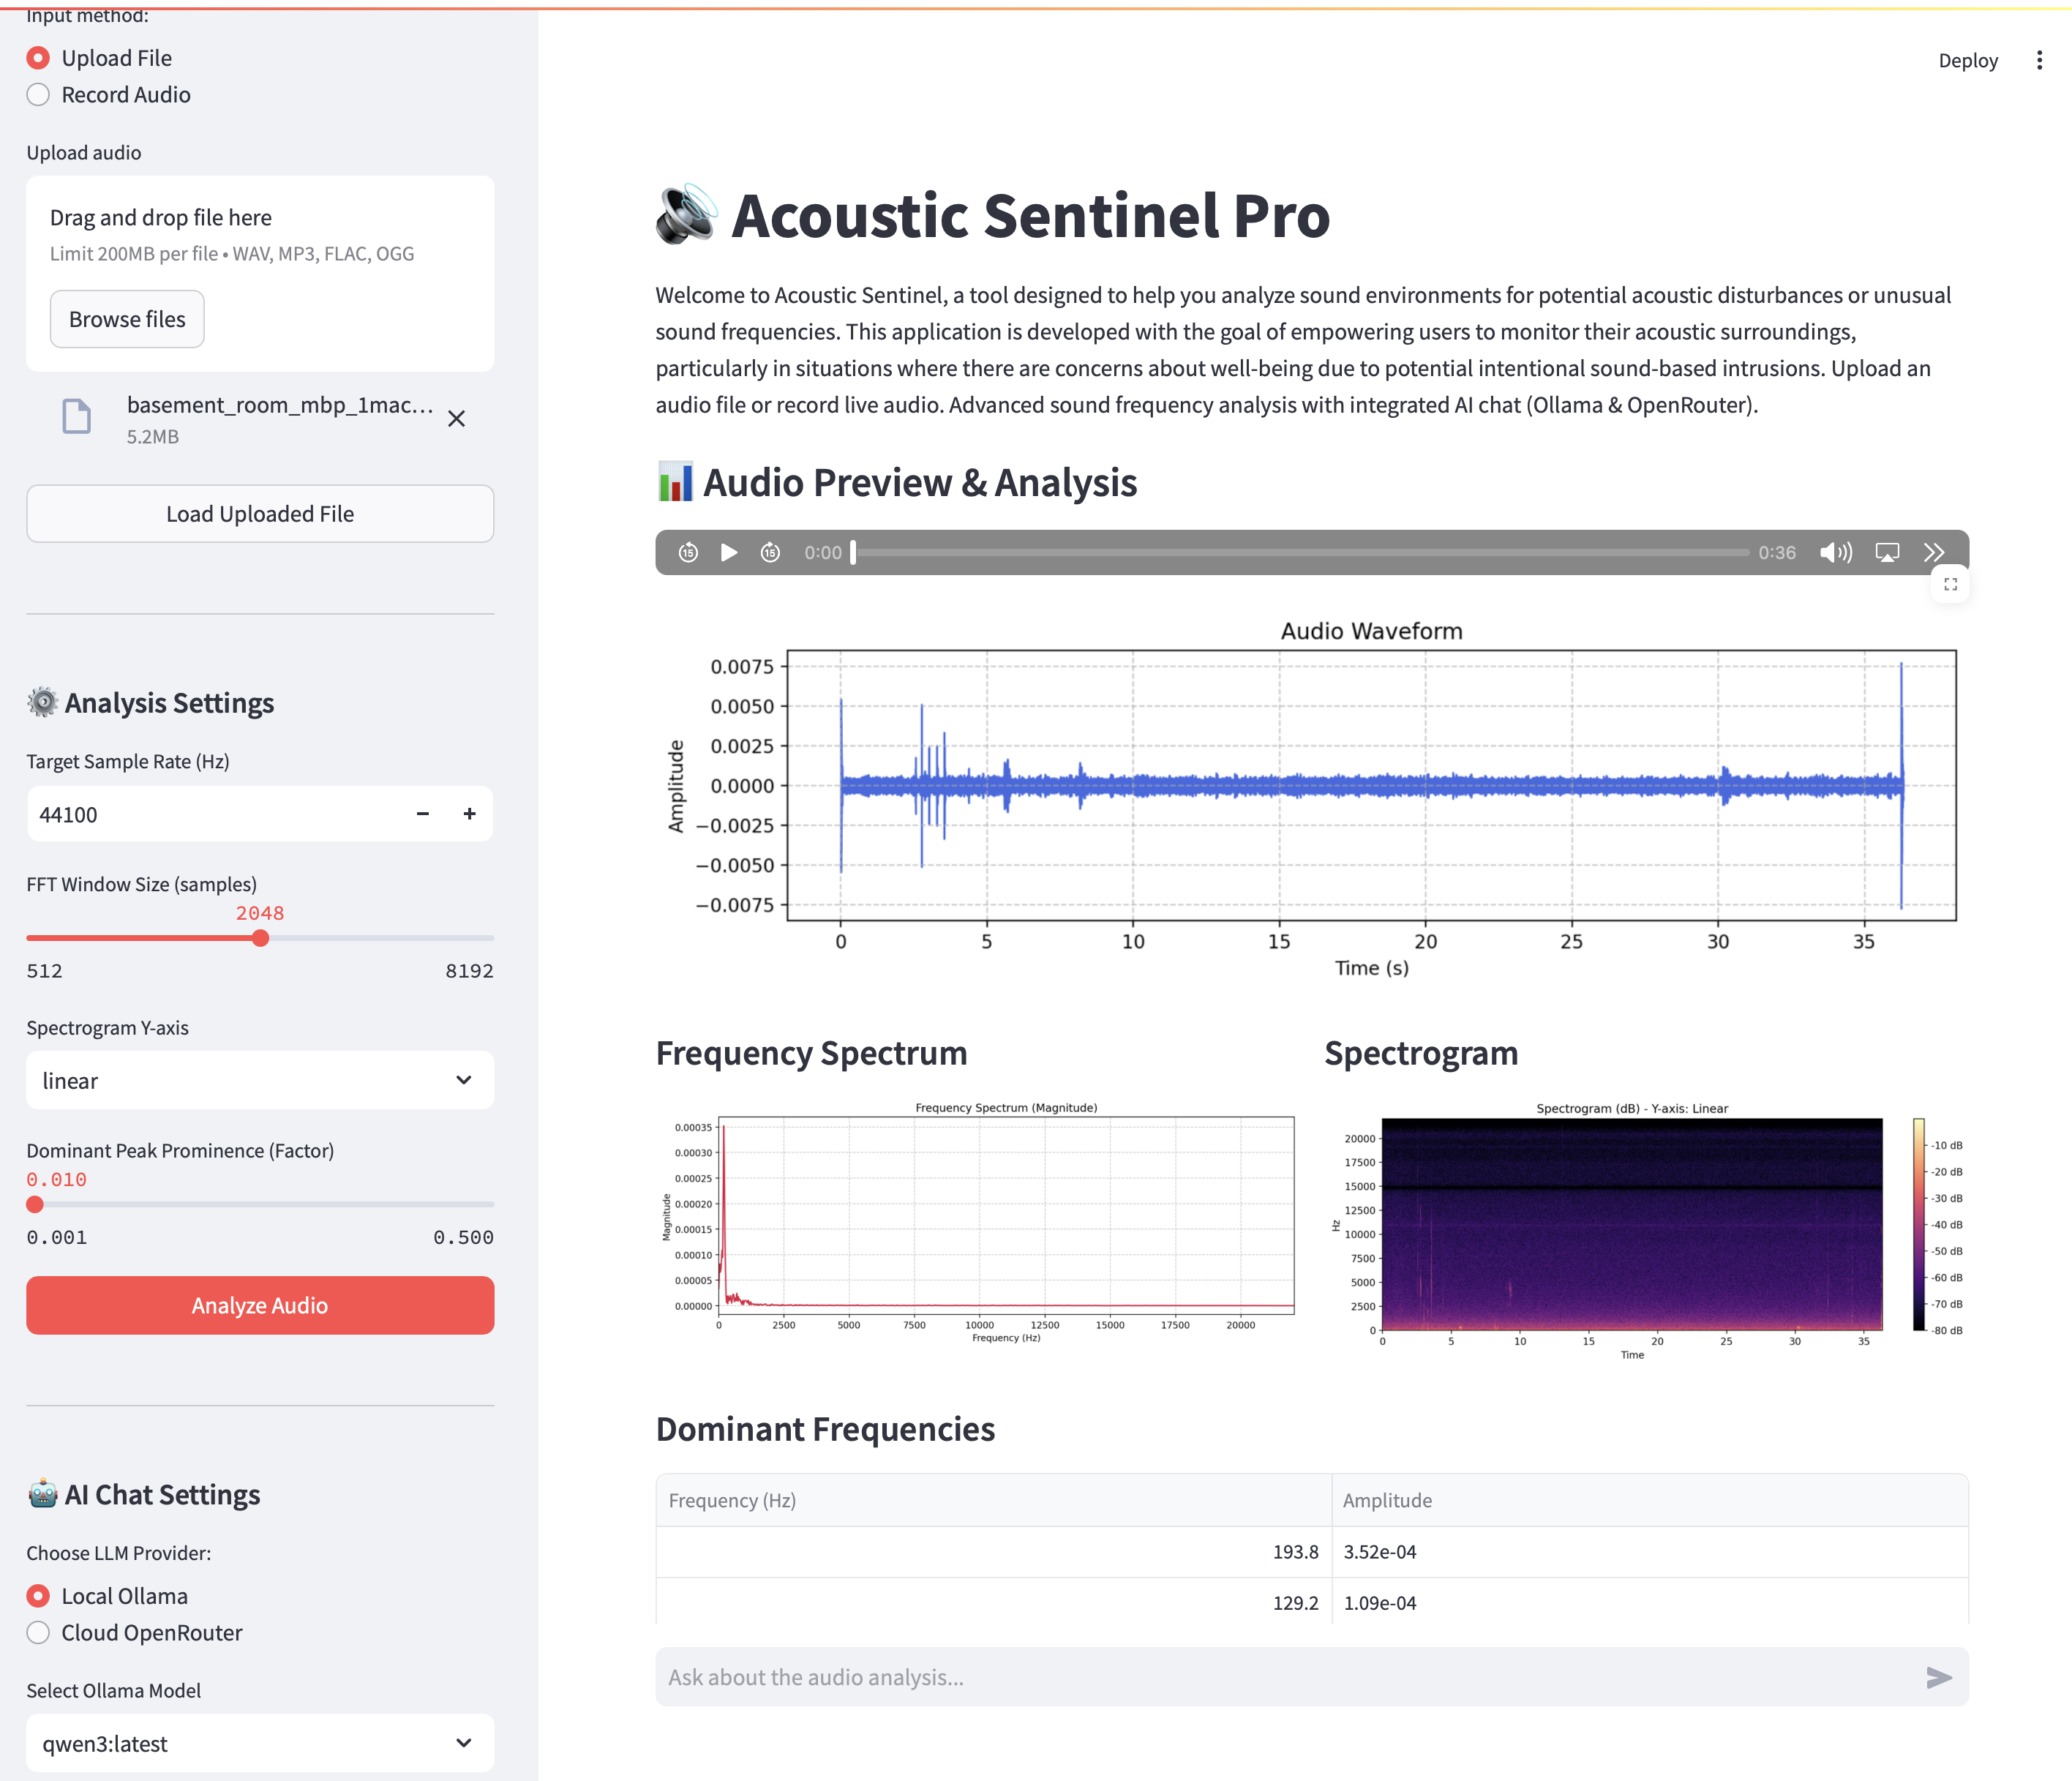 Input method:
Upload File
Record Audio
Upload audio
Drag and drop file here
Limit 200MB per file • WAV, MP3, FLAC, OGG
Browse files
basement_room_mbp_1mac...
5.2MB
Load Uploaded File
Analysis Settings
Target Sample Rate (Hz)
44100
FFT Window Size (samples)
2048
512 8192
Spectrogram Y-axis
linear
Dominant Peak Prominence (Factor)
0.010
0.001 0.500
Analyze Audio
AI Chat Settings
Choose LLM Provider:
Local Ollama
Cloud OpenRouter
Select Ollama Model
qwen3:latest
Deploy
Acoustic Sentinel Pro
Welcome to Acoustic Sentinel, a tool designed to help you analyze sound environments for potential acoustic disturbances or unusual
sound frequencies. This application is developed with the goal of empowering users to monitor their acoustic surroundings,
particularly in situations where there are concerns about well-being due to potential intentional sound-based intrusions. Upload an
audio file or record live audio. Advanced sound frequency analysis with integrated AI chat (Ollama & OpenRouter).
Audio Preview & Analysis
15 15 0:00 0:36
Audio Waveform
0.0075
0.0050
0.0025
0.0000
−0.0025
−0.0050
−0.0075
Amplitude
0 5 10 15 20 25 30 35
Time (s)
Frequency Spectrum
Frequency Spectrum (Magnitude)
0.00035
0.00030
0.00025
0.00020
0.00015
0.00010
0.00005
0.00000
Magnitude
0 2500 5000 7500 10000 12500 15000 17500 20000
Frequency (Hz)
Spectrogram
Spectrogram (dB) - Y-axis: Linear
20000
17500
15000
12500
10000
7500
5000
2500
0
Hz
0 5 10 15 20 25 30 35
Time
-10 dB
-20 dB
-30 dB
-40 dB
-50 dB
-60 dB
-70 dB
-80 dB
Dominant Frequencies
Frequency (Hz) Amplitude
193.8 3.52e-04
129.2 1.09e-04
Ask about the audio analysis...